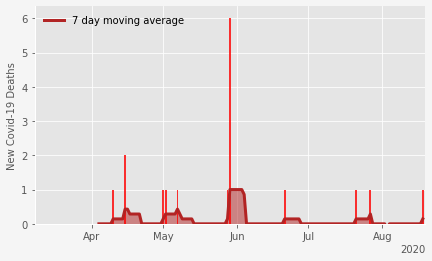 7 day moving average
New Covid-19 Deaths
6
5
4
3
2
1
0
Apr
May
Jun
Jul
Aug
2020